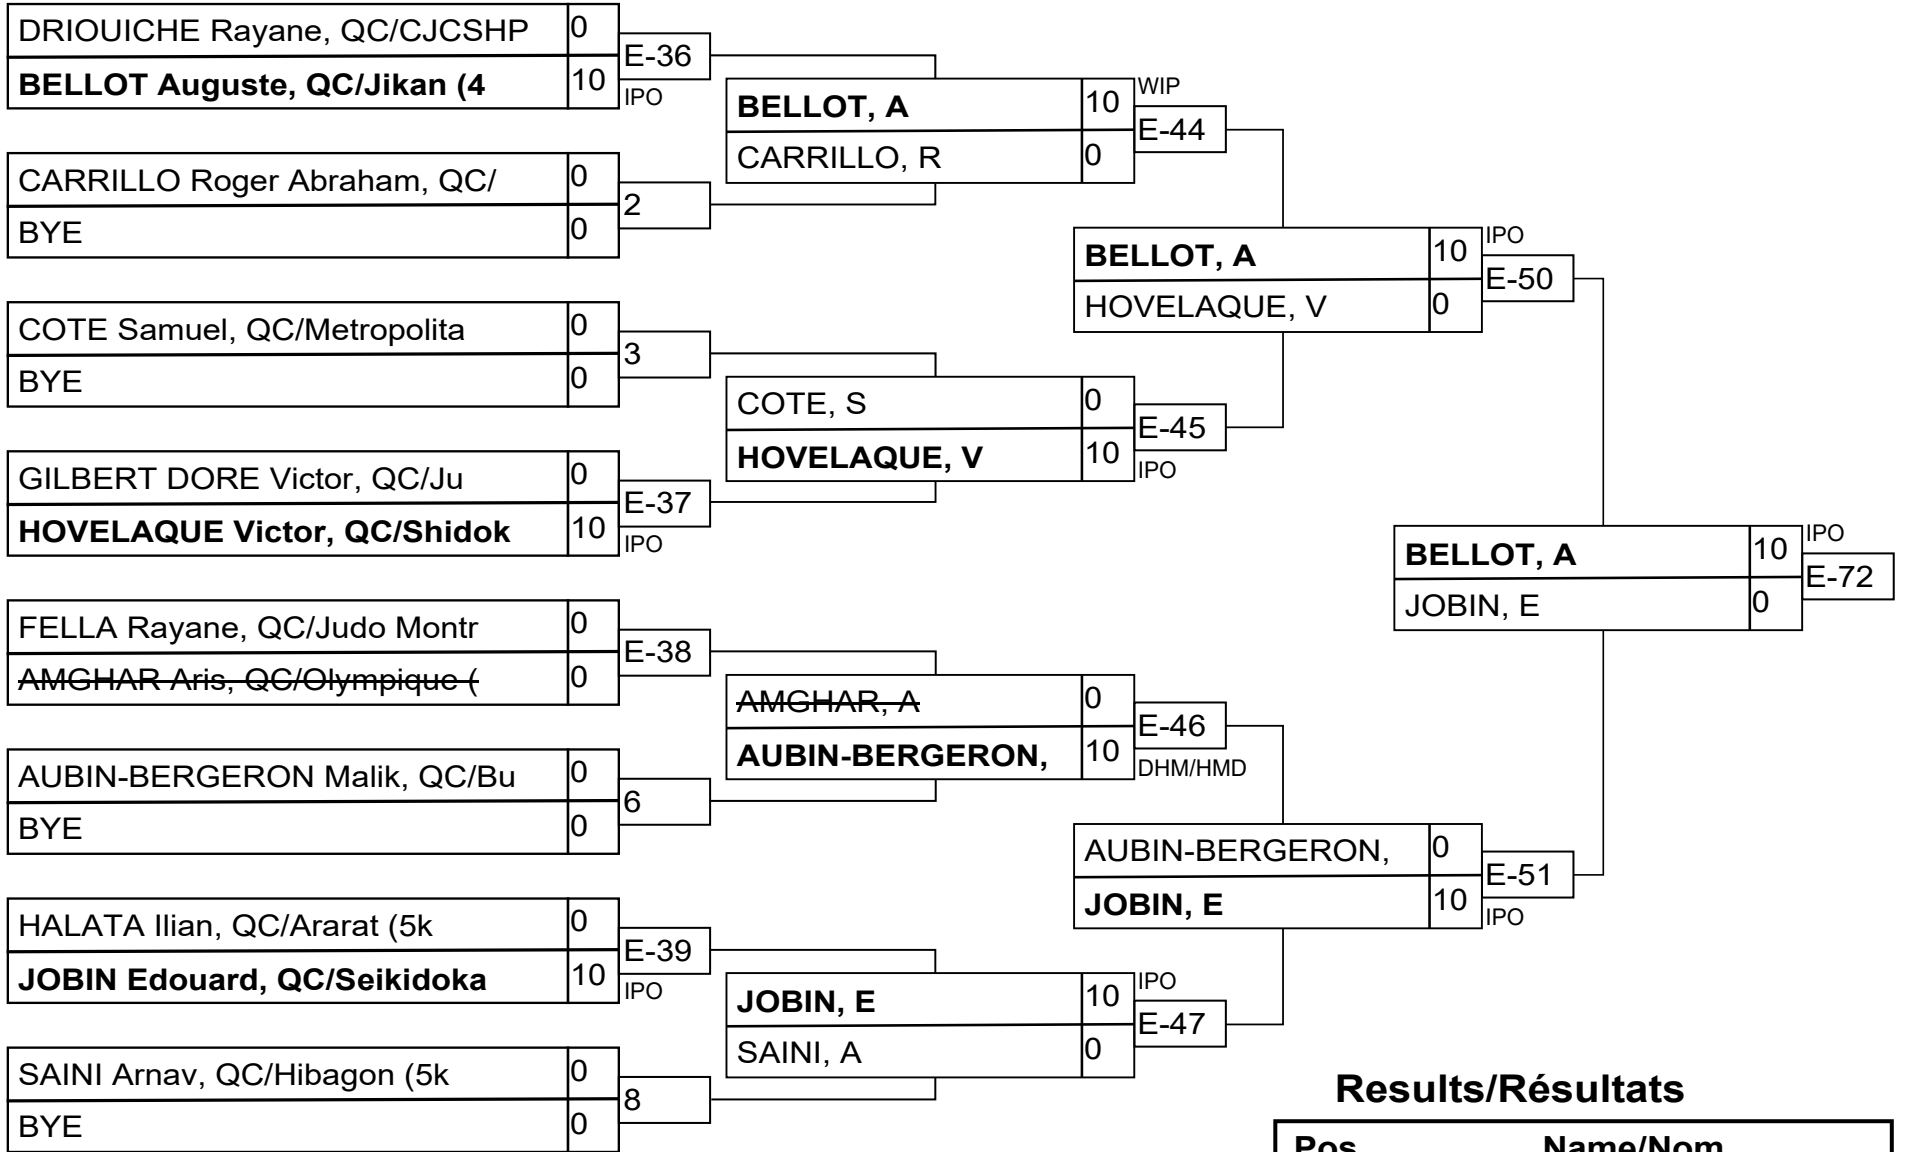 DRIOUICHE Rayane, QC/CJCSHP 0
E-36
BELLOT Auguste, QC/Jikan (4 10
IPO
CARRILLO Roger Abraham, QC/ 0
2
BYE 0
COTE Samuel, QC/Metropolita 0
3
BYE 0
GILBERT DORE Victor, QC/Ju 0
E-37
HOVELAQUE Victor, QC/Shidok 10
IPO
FELLA Rayane, QC/Judo Montr 0
E-38
AMGHAR Aris, QC/Olympique ( 0
AUBIN-BERGERON Malik, QC/Bu 0
6
BYE 0
HALATA Ilian, QC/Ararat (5k 0
E-39
JOBIN Edouard, QC/Seikidoka 10
IPO
SAINI Arnav, QC/Hibagon (5k 0
8
BYE 0
BELLOT, A 10
WIP
E-44
CARRILLO, R 0
COTE, S 0
E-45
HOVELAQUE, V 10
IPO
AMGHAR, A 0
E-46
AUBIN-BERGERON, 10
DHM/HMD
JOBIN, E 10
IPO
E-47
SAINI, A 0
BELLOT, A 10
IPO
E-50
HOVELAQUE, V 0
AUBIN-BERGERON, 0
E-51
JOBIN, E 10
IPO
BELLOT, A 10
IPO
E-72
JOBIN, E 0
Results/Résultats
Pos Name/Nom